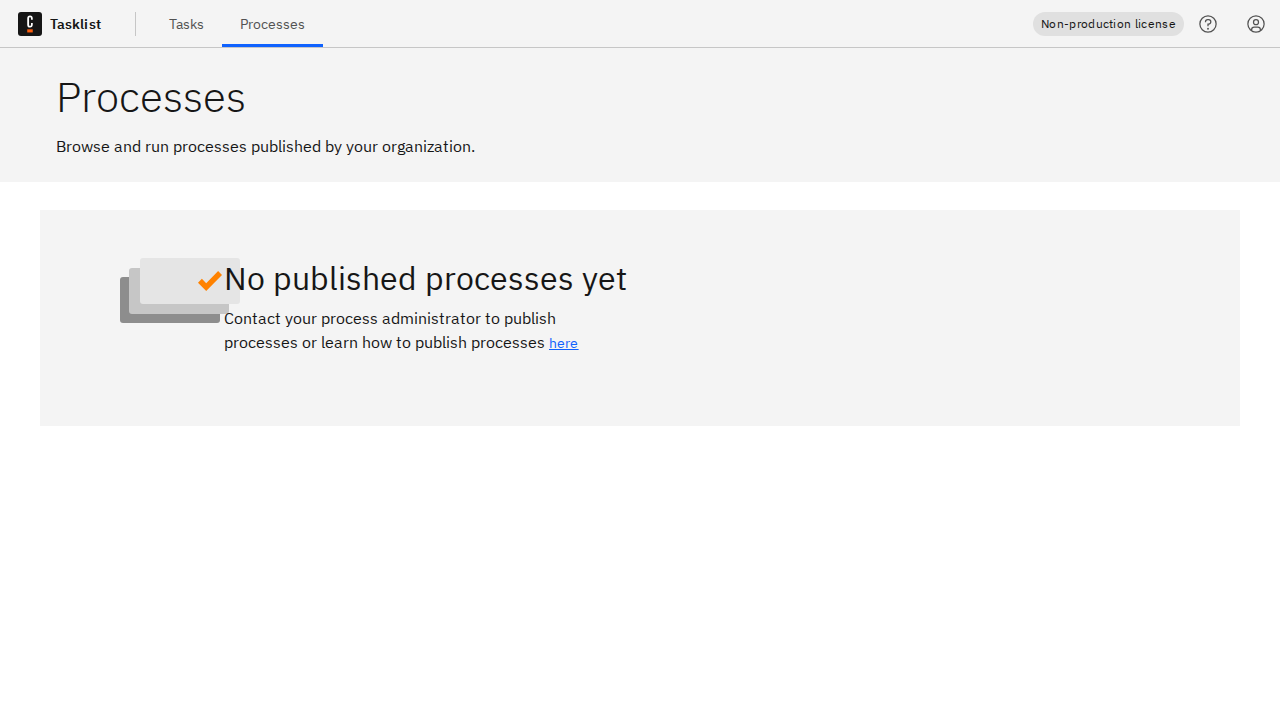 Tasklist
Tasks
Processes
Non-production license
Processes
Browse and run processes published by your organization.
No published processes yet
Contact your process administrator to publish
processes or learn how to publish processes here